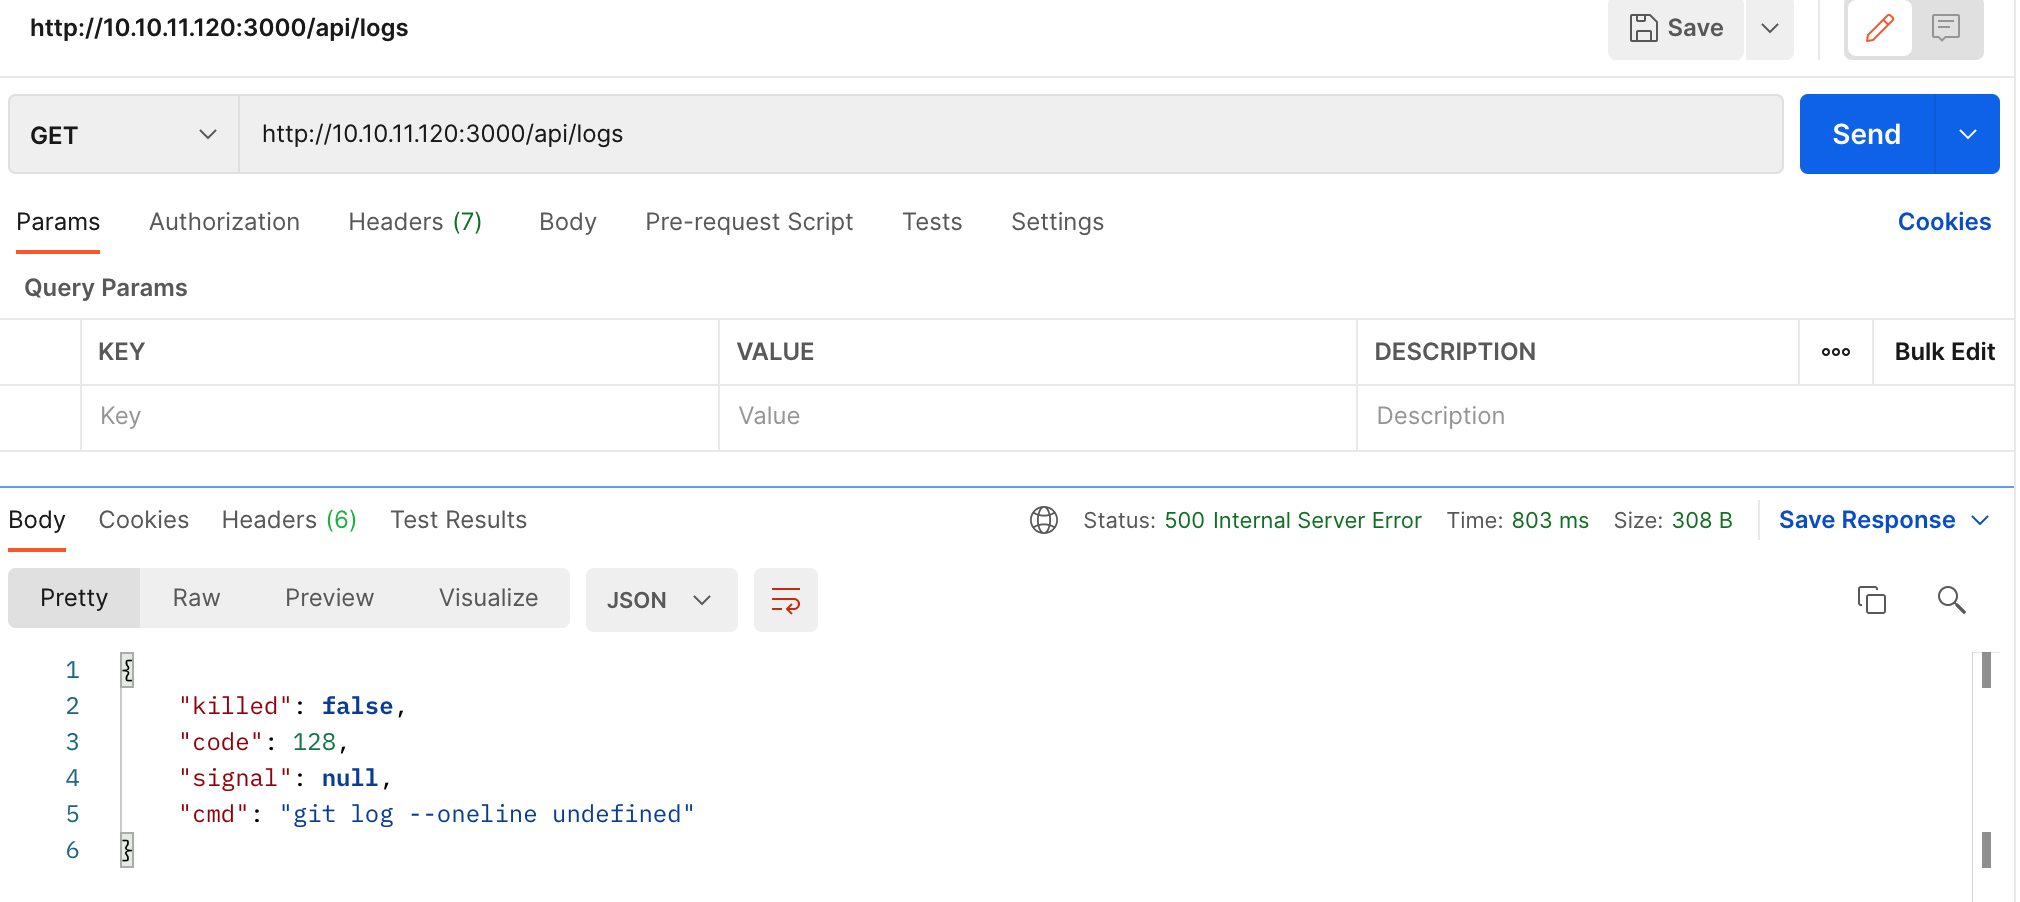 http://10.10.11.120:3000/api/logs
Save
GET
http://10.10.11.120:3000/api/logs
Send
Params Authorization Headers (7) Body Pre-request Script Tests Settings Cookies
Query Params
KEY VALUE DESCRIPTION ooo Bulk Edit
Key Value Description
Body Cookies Headers (6) Test Results Status: 500 Internal Server Error Time: 803 ms Size: 308 B Save Response
Pretty Raw Preview Visualize JSON
1 {
2 "killed": false,
3 "code": 128,
4 "signal": null,
5 "cmd": "git log --oneline undefined"
6 }